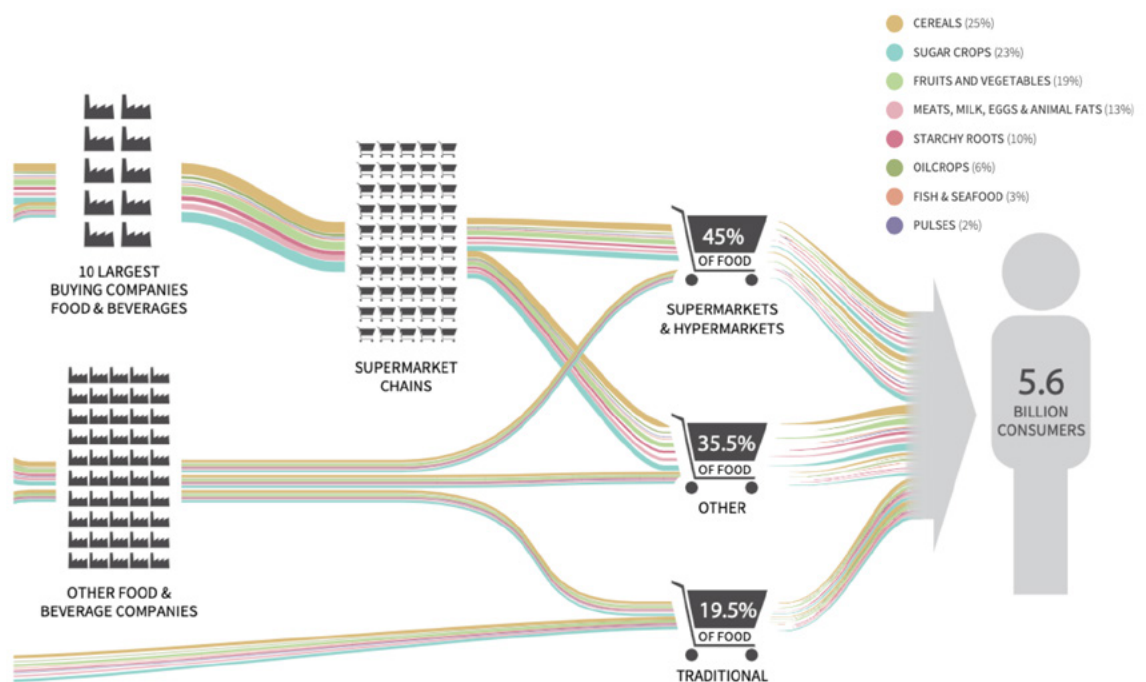 CEREALS (25%)
SUGAR CROPS (23%)
FRUITS AND VEGETABLES (19%)
MEATS, MILK, EGGS & ANIMAL FATS (13%)
STARCHY ROOTS (10%)
OILCROPS (6%)
FISH & SEAFOOD (3%)
PULSES (2%)
10 LARGEST
BUYING COMPANIES
FOOD & BEVERAGES
SUPERMARKET
CHAINS
45%
OF FOOD
SUPERMARKETS
& HYPERMARKETS
5.6
BILLION
CONSUMERS
35.5%
OF FOOD
OTHER
OTHER FOOD &
BEVERAGE COMPANIES
19.5%
OF FOOD
TRADITIONAL